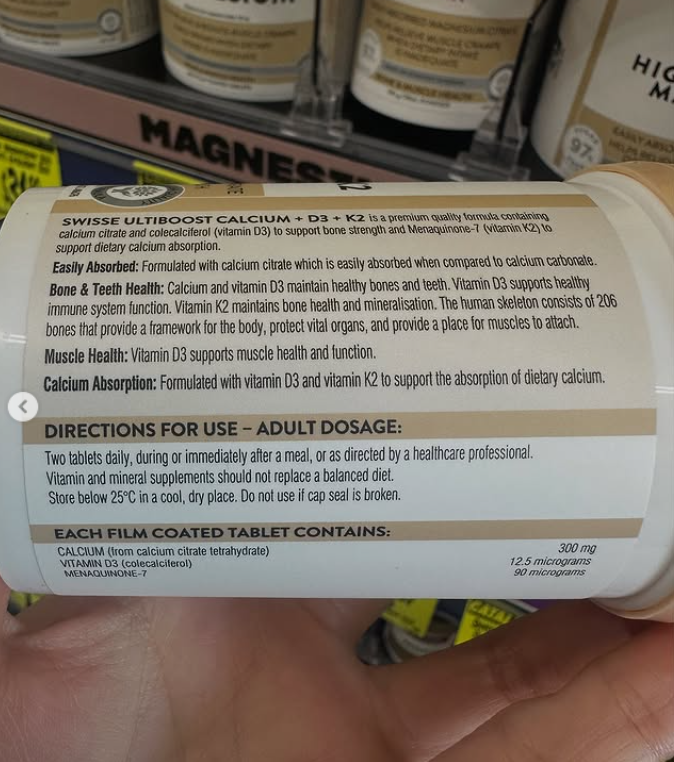 HIG
M
97
MAGNES
K2
SWISSE ULTIBOOST CALCIUM + D3 + K2 is a premium quality formula containing
calcium citrate and colecalciferol (vitamin D3) to support bone strength and Menaquinone-7 (vitamin K2) to
support dietary calcium absorption.
Easily Absorbed: Formulated with calcium citrate which is easily absorbed when compared to calcium carbonate.
Bone & Teeth Health: Calcium and vitamin D3 maintain healthy bones and teeth. Vitamin D3 supports healthy
immune system function. Vitamin K2 maintains bone health and mineralisation. The human skeleton consists of 206
bones that provide a framework for the body, protect vital organs, and provide a place for muscles to attach.
Muscle Health: Vitamin D3 supports muscle health and function.
Calcium Absorption: Formulated with vitamin D3 and vitamin K2 to support the absorption of dietary calcium.
DIRECTIONS FOR USE – ADULT DOSAGE:
Two tablets daily, during or immediately after a meal, or as directed by a healthcare professional.
Vitamin and mineral supplements should not replace a balanced diet.
Store below 25°C in a cool, dry place. Do not use if cap seal is broken.
EACH FILM COATED TABLET CONTAINS:
CALCIUM (from calcium citrate tetrahydrate) 300 mg
VITAMIN D3 (colecalciferol) 12.5 micrograms
MENAQUINONE-7 90 micrograms